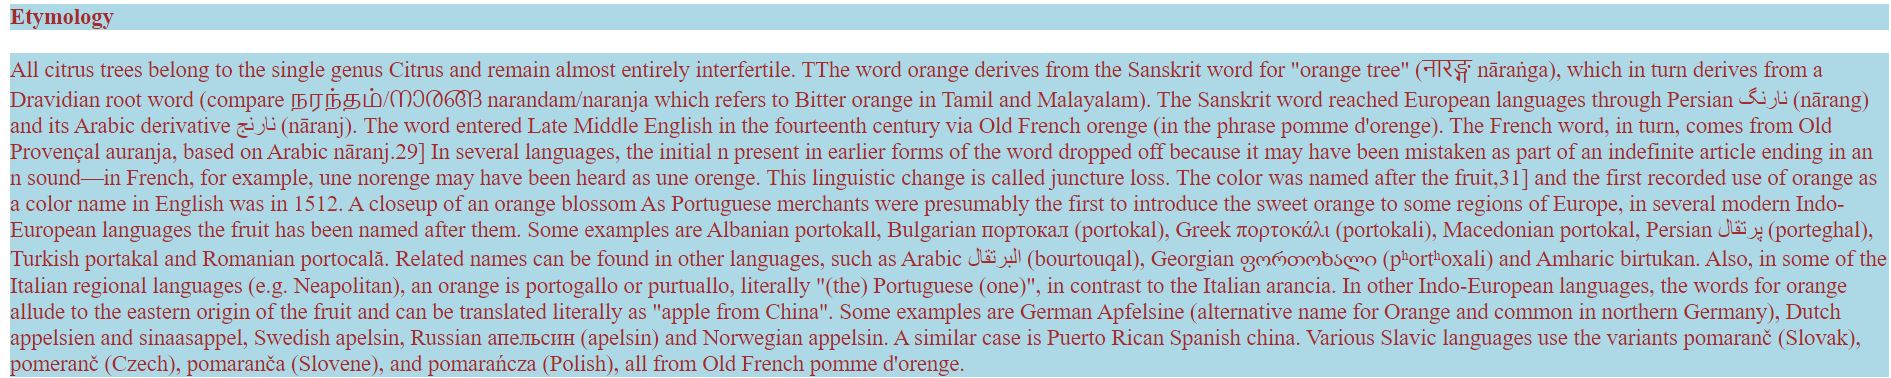 Etymology
All citrus trees belong to the single genus Citrus and remain almost entirely interfertile. TThe word orange derives from the Sanskrit word for "orange tree" (नारङ्ग nāraṅga), which in turn derives from a
Dravidian root word (compare நரந்தம்/നാരങ്ങ narandam/naranja which refers to Bitter orange in Tamil and Malayalam). The Sanskrit word reached European languages through Persian نارنگ (nārang)
and its Arabic derivative نارنج (nāranj). The word entered Late Middle English in the fourteenth century via Old French orenge (in the phrase pomme d'orenge). The French word, in turn, comes from Old
Provençal auranja, based on Arabic nāranj.29] In several languages, the initial n present in earlier forms of the word dropped off because it may have been mistaken as part of an indefinite article ending in an
n sound—in French, for example, une norenge may have been heard as une orenge. This linguistic change is called juncture loss. The color was named after the fruit,31] and the first recorded use of orange as
a color name in English was in 1512. A closeup of an orange blossom As Portuguese merchants were presumably the first to introduce the sweet orange to some regions of Europe, in several modern Indo-
European languages the fruit has been named after them. Some examples are Albanian portokall, Bulgarian портокал (portokal), Greek πορτοκάλι (portokali), Macedonian portokal, Persian پرتقال (porteghal),
Turkish portakal and Romanian portocală. Related names can be found in other languages, such as Arabic البرتقال (bourtouqal), Georgian ფორთოხალი (pʰortʰoxali) and Amharic birtukan. Also, in some of the
Italian regional languages (e.g. Neapolitan), an orange is portogallo or purtuallo, literally "(the) Portuguese (one)", in contrast to the Italian arancia. In other Indo-European languages, the words for orange
allude to the eastern origin of the fruit and can be translated literally as "apple from China". Some examples are German Apfelsine (alternative name for Orange and common in northern Germany), Dutch
appelsien and sinaasappel, Swedish apelsin, Russian апельсин (apelsin) and Norwegian appelsin. A similar case is Puerto Rican Spanish china. Various Slavic languages use the variants pomaranč (Slovak),
pomeranč (Czech), pomaranča (Slovene), and pomarańcza (Polish), all from Old French pomme d'orenge.